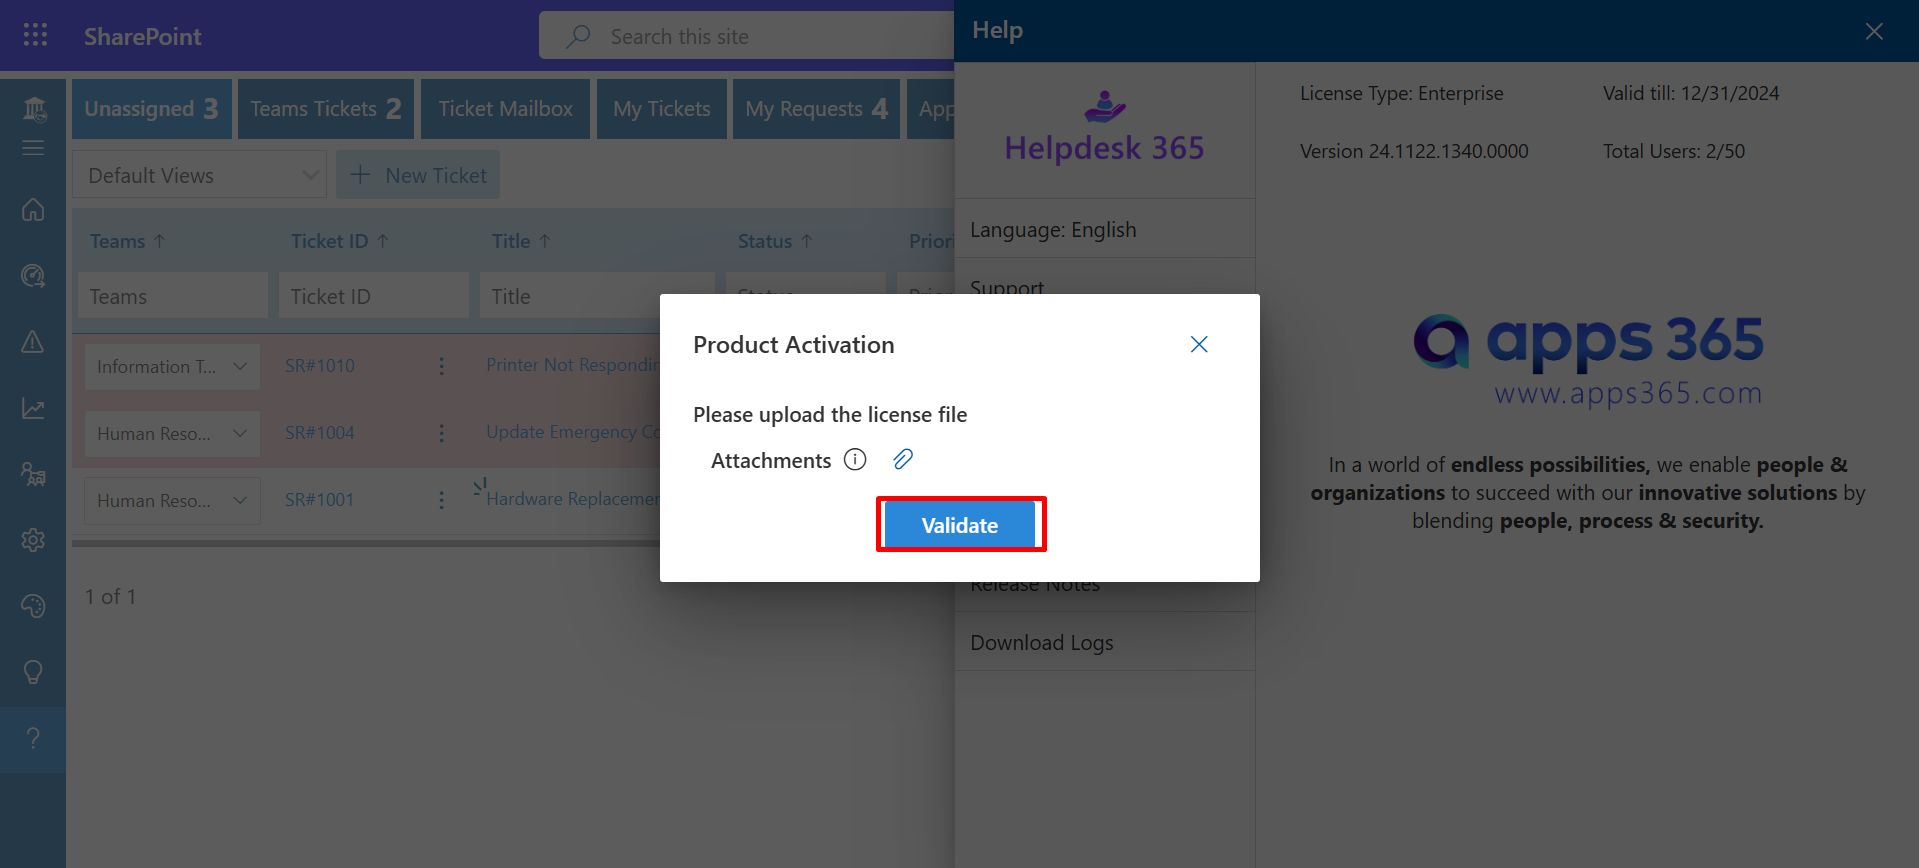 SharePoint
Search this site
Help
Unassigned 3
Teams Tickets 2
Ticket Mailbox
My Tickets
My Requests 4
App
Default Views
New Ticket
Teams
Ticket ID
Title
Status
Priori
Teams
Ticket ID
Title
Information T...
SR#1010
Printer Not Respondin
Human Reso...
SR#1004
Update Emergency Co
Human Reso...
SR#1001
Hardware Replacemen
1 of 1
Helpdesk 365
Language: English
Support
Release Notes
Download Logs
License Type: Enterprise
Valid till: 12/31/2024
Version 24.1122.1340.0000
Total Users: 2/50
apps 365
www.apps365.com
In a world of endless possibilities, we enable people &
organizations to succeed with our innovative solutions by
blending people, process & security.
Product Activation
Please upload the license file
Attachments
Validate